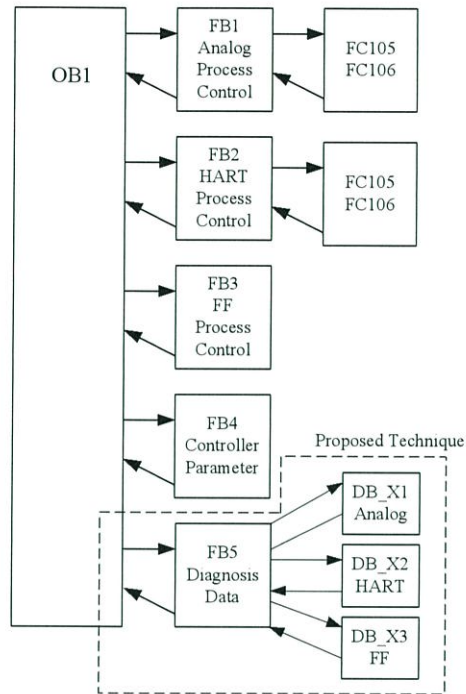 OB1
FB1
Analog
Process
Control
FC105
FC106
FB2
HART
Process
Control
FC105
FC106
FB3
FF
Process
Control
FB4
Controller
Parameter
Proposed Technique
FB5
Diagnosis
Data
DB_X1
Analog
DB_X2
HART
DB_X3
FF